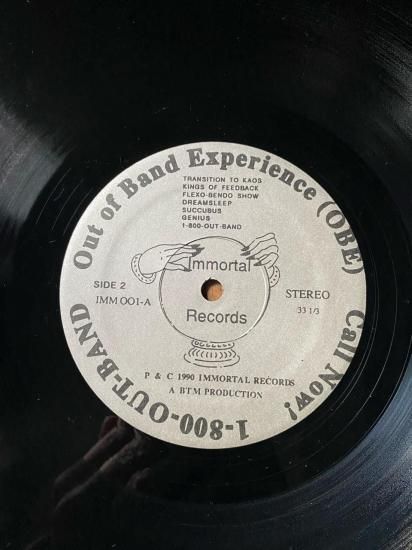 Out of Band Experience (OBE) Call Now! 1-800-OUT-BAND
TRANSITION TO KAOS
KINGS OF FEEDBACK
FLEXO-BENDO SHOW
DREAMSLEEP
SUCCUBUS
GENIUS
1-800-OUT-BAND
Immortal
Records
SIDE 2
IMM OO1-A
STEREO
33 1/3
P & C 1990 IMMORTAL RECORDS
A BTM PRODUCTION